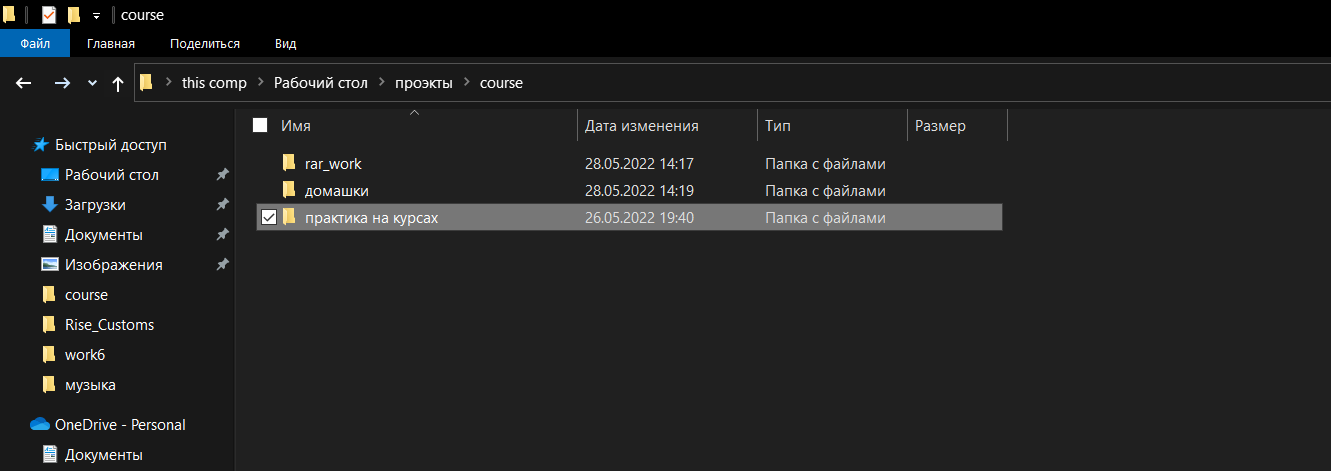 course
Файл Главная Поделиться Вид
this comp Рабочий стол проэкты course
Имя Дата изменения Тип Размер
Быстрый доступ
Рабочий стол
Загрузки
Документы
Изображения
course
Rise_Customs
work6
музыка
OneDrive - Personal
Документы
rar_work 28.05.2022 14:17 Папка с файлами
домашки 28.05.2022 14:19 Папка с файлами
практика на курсах 26.05.2022 19:40 Папка с файлами